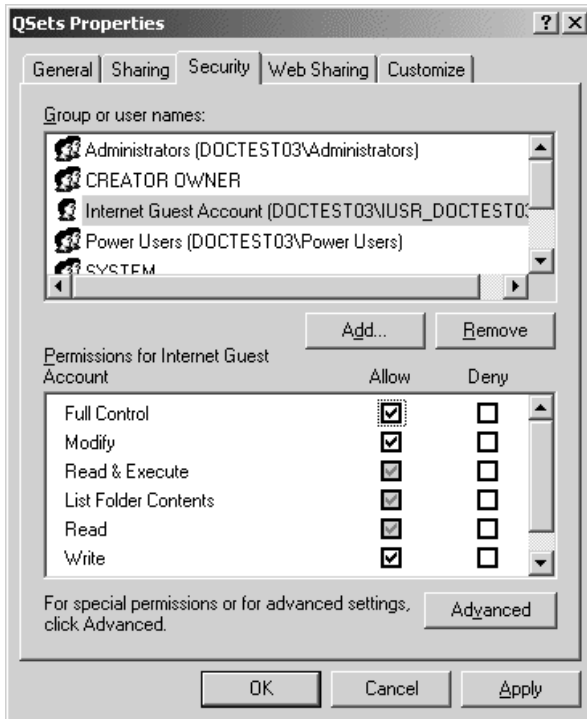 QSets Properties
General Sharing Security Web Sharing Customize
Group or user names:
Administrators (DOCTEST03\Administrators)
CREATOR OWNER
Internet Guest Account (DOCTEST03\IUSR_DOCTEST03
Power Users (DOCTEST03\Power Users)
SYSTEM
Add... Remove
Permissions for Internet Guest
Account Allow Deny
Full Control
Modify
Read & Execute
List Folder Contents
Read
Write
For special permissions or for advanced settings,
click Advanced.
Advanced
OK Cancel Apply